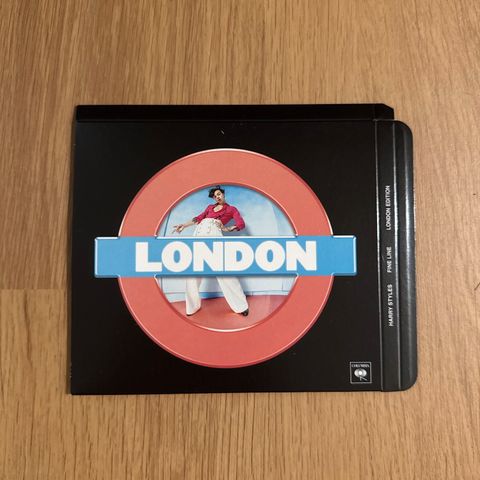 LONDON
HARRY STYLES FINE LINE LONDON EDITION
COLUMBIA